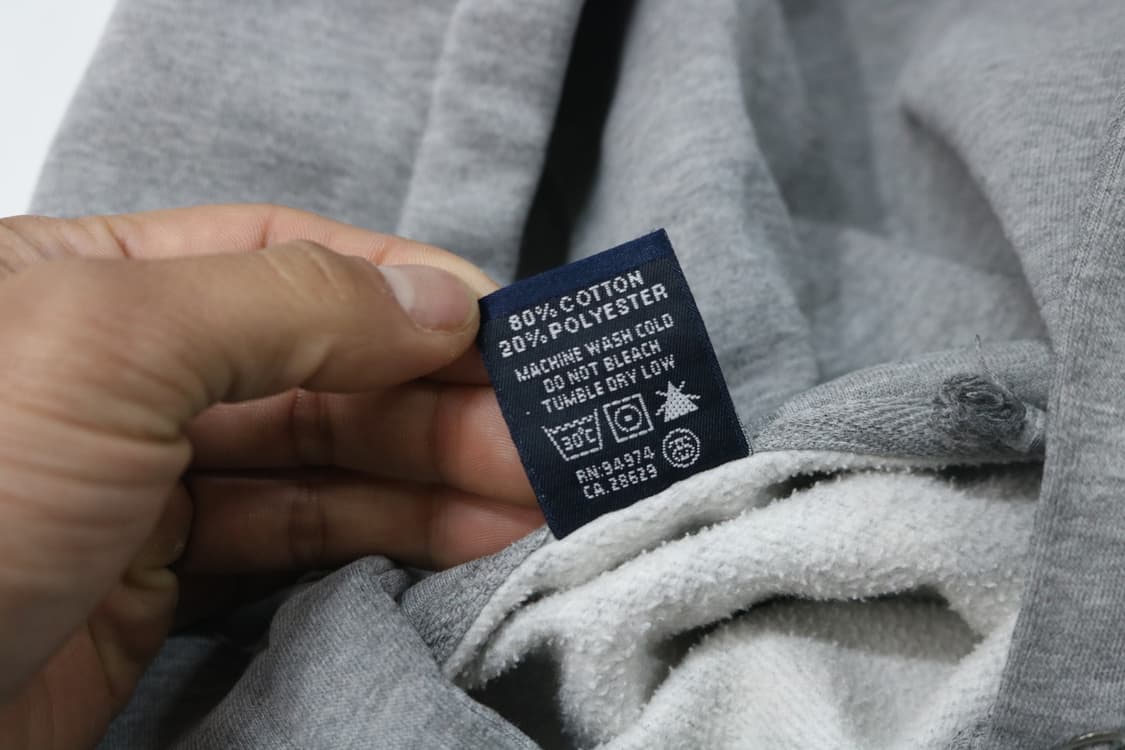 80% COTTON
20% POLYESTER
MACHINE WASH COLD
DO NOT BLEACH
TUMBLE DRY LOW
30°C
RN:94974
CA.28629